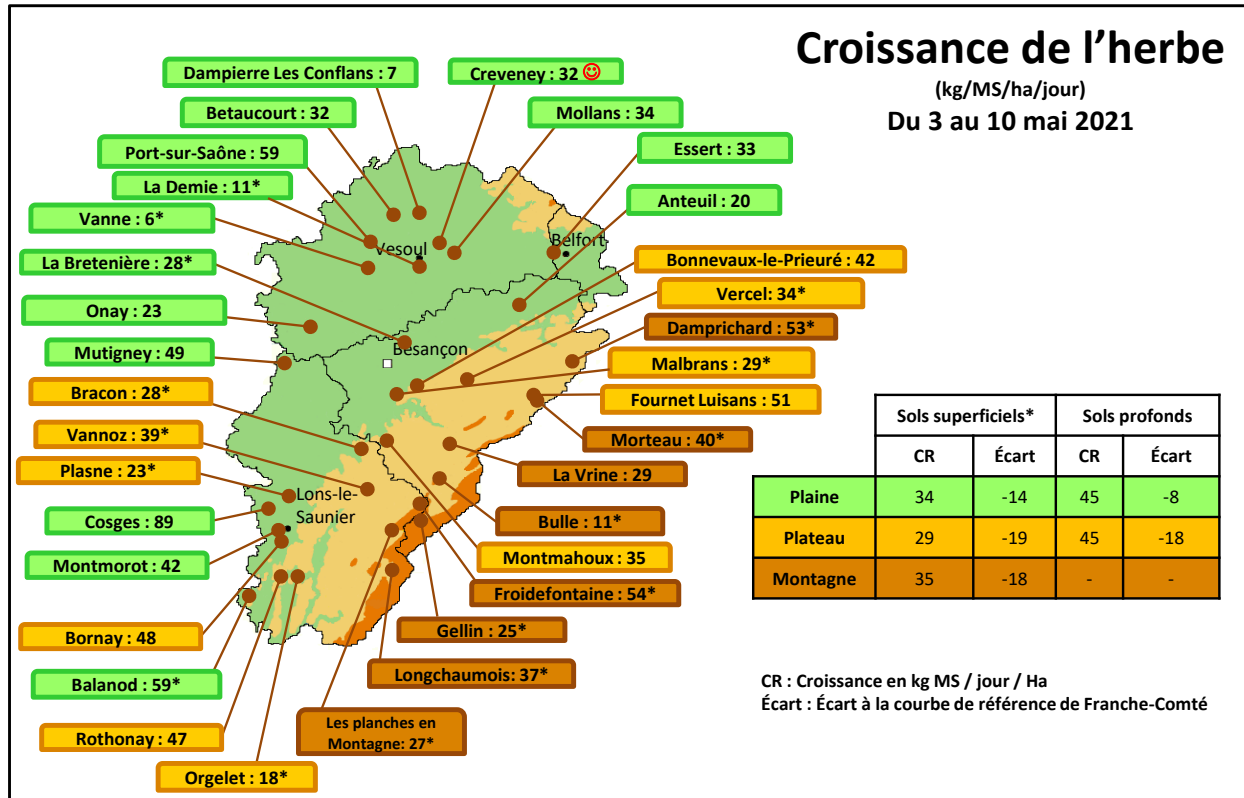 Croissance de l’herbe
(kg/MS/ha/jour)
Du 3 au 10 mai 2021
Dampierre Les Conflans : 7
Creveney : 32
Betaucourt : 32
Mollans : 34
Port-sur-Saône : 59
Essert : 33
La Demie : 11*
Anteuil : 20
Vanne : 6*
Vesoul
Belfort
La Bretenière : 28*
Bonnevaux-le-Prieuré : 42
Vercel: 34*
Onay : 23
Damprichard : 53*
Mutigney : 49
Besançon
Malbrans : 29*
Bracon : 28*
Fournet Luisans : 51
Vannoz : 39*
Morteau : 40*
Plasne : 23*
La Vrine : 29
Lons-le-
Saunier
Cosges : 89
Bulle : 11*
Montmorot : 42
Montmahoux : 35
Froidefontaine : 54*
Bornay : 48
Gellin : 25*
Balanod : 59*
Longchaumois: 37*
Rothonay : 47
Les planches en
Montagne: 27*
Orgelet : 18*
Sols superficiels* Sols profonds
CR Écart CR Écart
Plaine 34 -14 45 -8
Plateau 29 -19 45 -18
Montagne 35 -18 - -
CR : Croissance en kg MS / jour / Ha
Écart : Écart à la courbe de référence de Franche-Comté